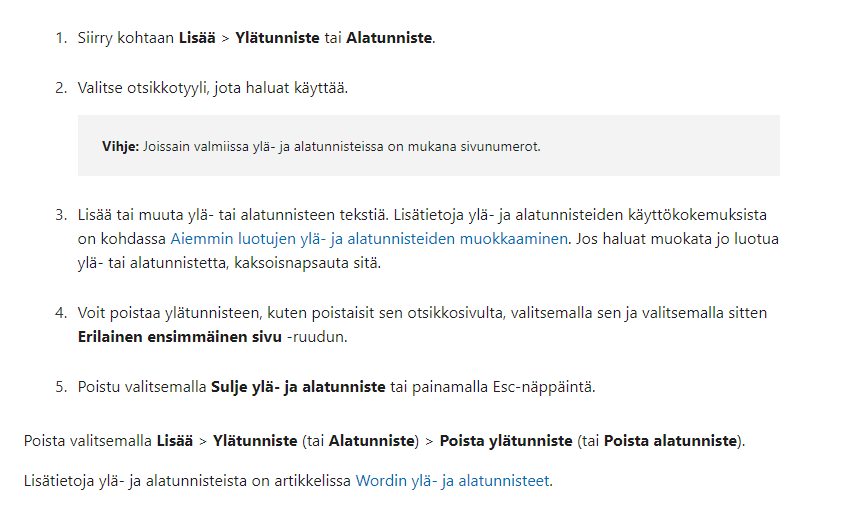 1. Siirry kohtaan Lisää > Ylätunniste tai Alatunniste.
2. Valitse otsikkotyyli, jota haluat käyttää.
Vihje: Joissain valmiissa ylä- ja alatunnisteissa on mukana sivunumerot.
3. Lisää tai muuta ylä- tai alatunnisteen tekstiä. Lisätietoja ylä- ja alatunnisteiden käyttökokemuksista
on kohdassa Aiemmin luotujen ylä- ja alatunnisteiden muokkaaminen. Jos haluat muokata jo luotua
ylä- tai alatunnistetta, kaksoisnapsauta sitä.
4. Voit poistaa ylätunnisteen, kuten poistaisit sen otsikkosivulta, valitsemalla sen ja valitsemalla sitten
Erilainen ensimmäinen sivu -ruudun.
5. Poistu valitsemalla Sulje ylä- ja alatunniste tai painamalla Esc-näppäintä.
Poista valitsemalla Lisää > Ylätunniste (tai Alatunniste) > Poista ylätunniste (tai Poista alatunniste).
Lisätietoja ylä- ja alatunnisteista on artikkelissa Wordin ylä- ja alatunnisteet.